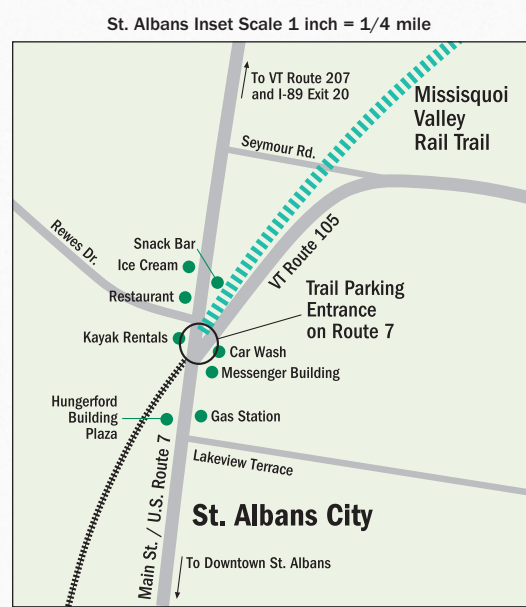 St. Albans Inset Scale 1 inch = 1/4 mile
To VT Route 207
and I-89 Exit 20
Missisquoi
Valley
Rail Trail
Seymour Rd.
Rewes Dr.
Snack Bar
Ice Cream
VT Route 105
Restaurant
Trail Parking
Entrance
on Route 7
Kayak Rentals
Car Wash
Messenger Building
Hungerford
Building
Plaza
Gas Station
Lakeview Terrace
Main St. / U.S. Route 7
St. Albans City
To Downtown St. Albans